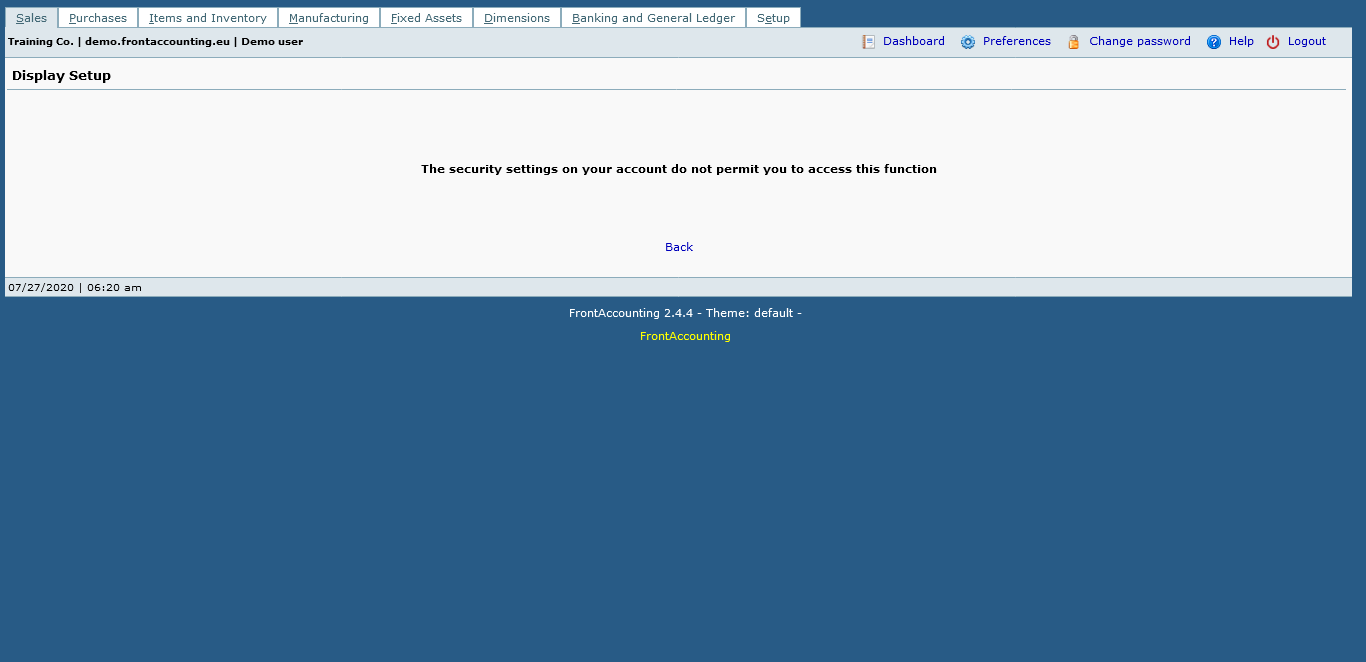 Sales Purchases Items and Inventory Manufacturing Fixed Assets Dimensions Banking and General Ledger Setup
Training Co. | demo.frontaccounting.eu | Demo user Dashboard Preferences Change password Help Logout
Display Setup
The security settings on your account do not permit you to access this function
Back
07/27/2020 | 06:20 am
FrontAccounting 2.4.4 - Theme: default -
FrontAccounting